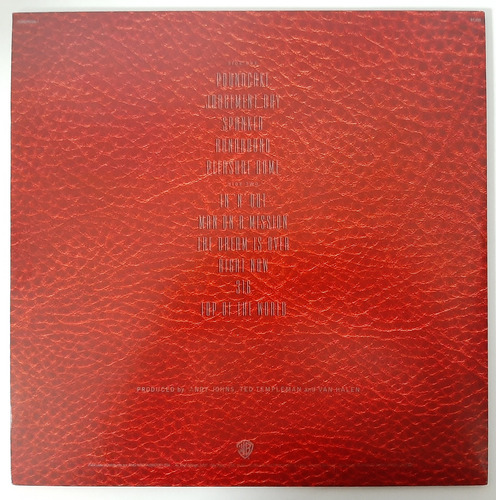 SIDE ONE
POUNDCAKE
JUDGEMENT DAY
SPANKED
RUNAROUND
PLEASURE DOME
SIDE TWO
IN 'N' OUT
MAN ON A MISSION
THE DREAM IS OVER
RIGHT NOW
316
TOP OF THE WORLD
PRODUCED by ANDY JOHNS, TED TEMPLEMAN and VAN HALEN
WB